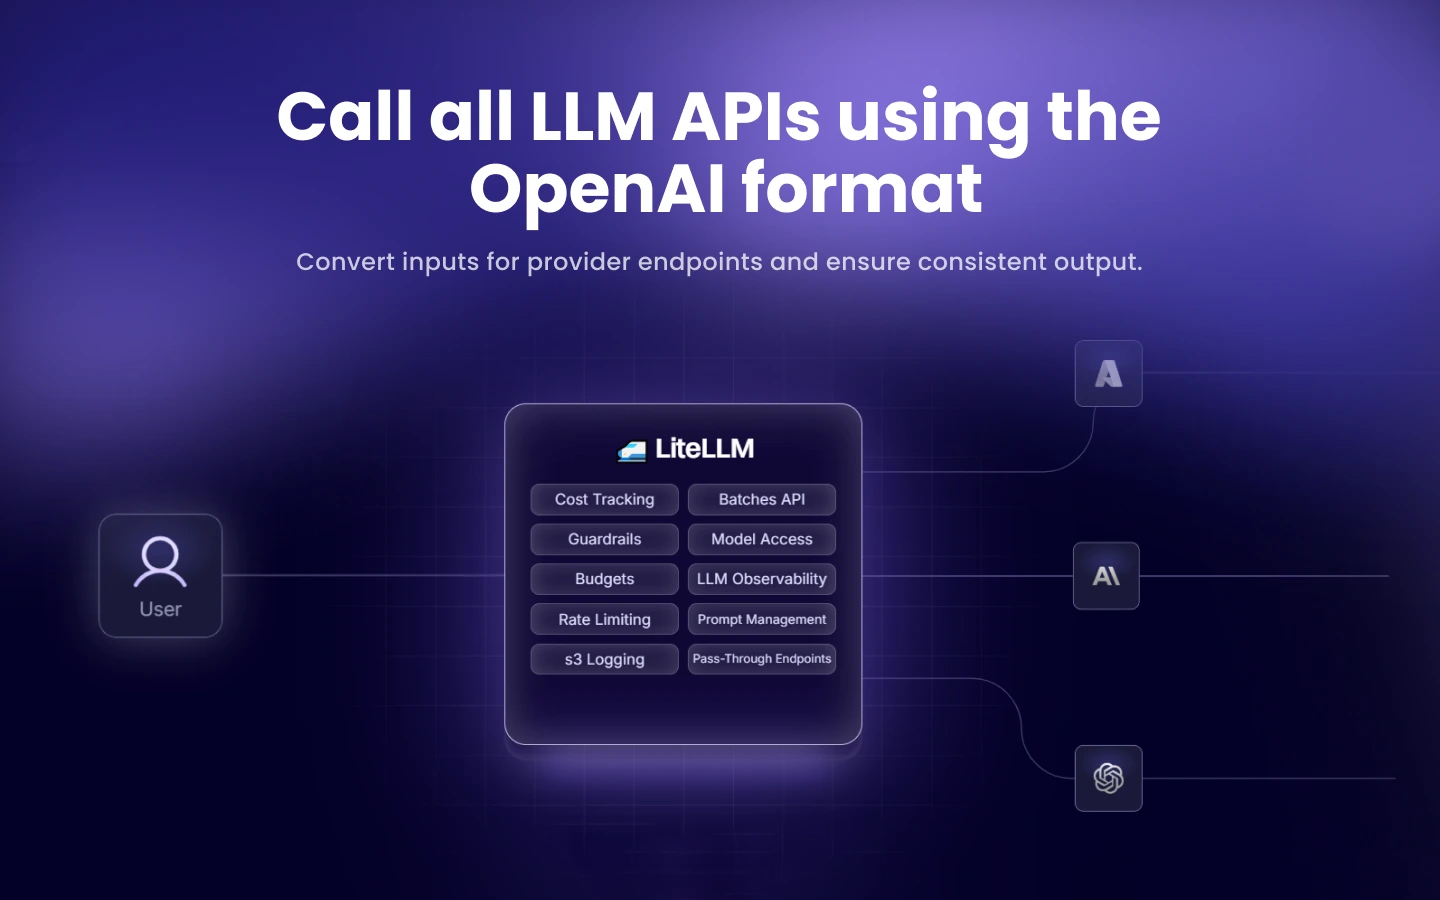 Call all LLM APIs using the
OpenAI format
Convert inputs for provider endpoints and ensure consistent output.
LiteLLM
Cost Tracking
Batches API
Guardrails
Model Access
Budgets
LLM Observability
Rate Limiting
Prompt Management
s3 Logging
Pass-Through Endpoints
User